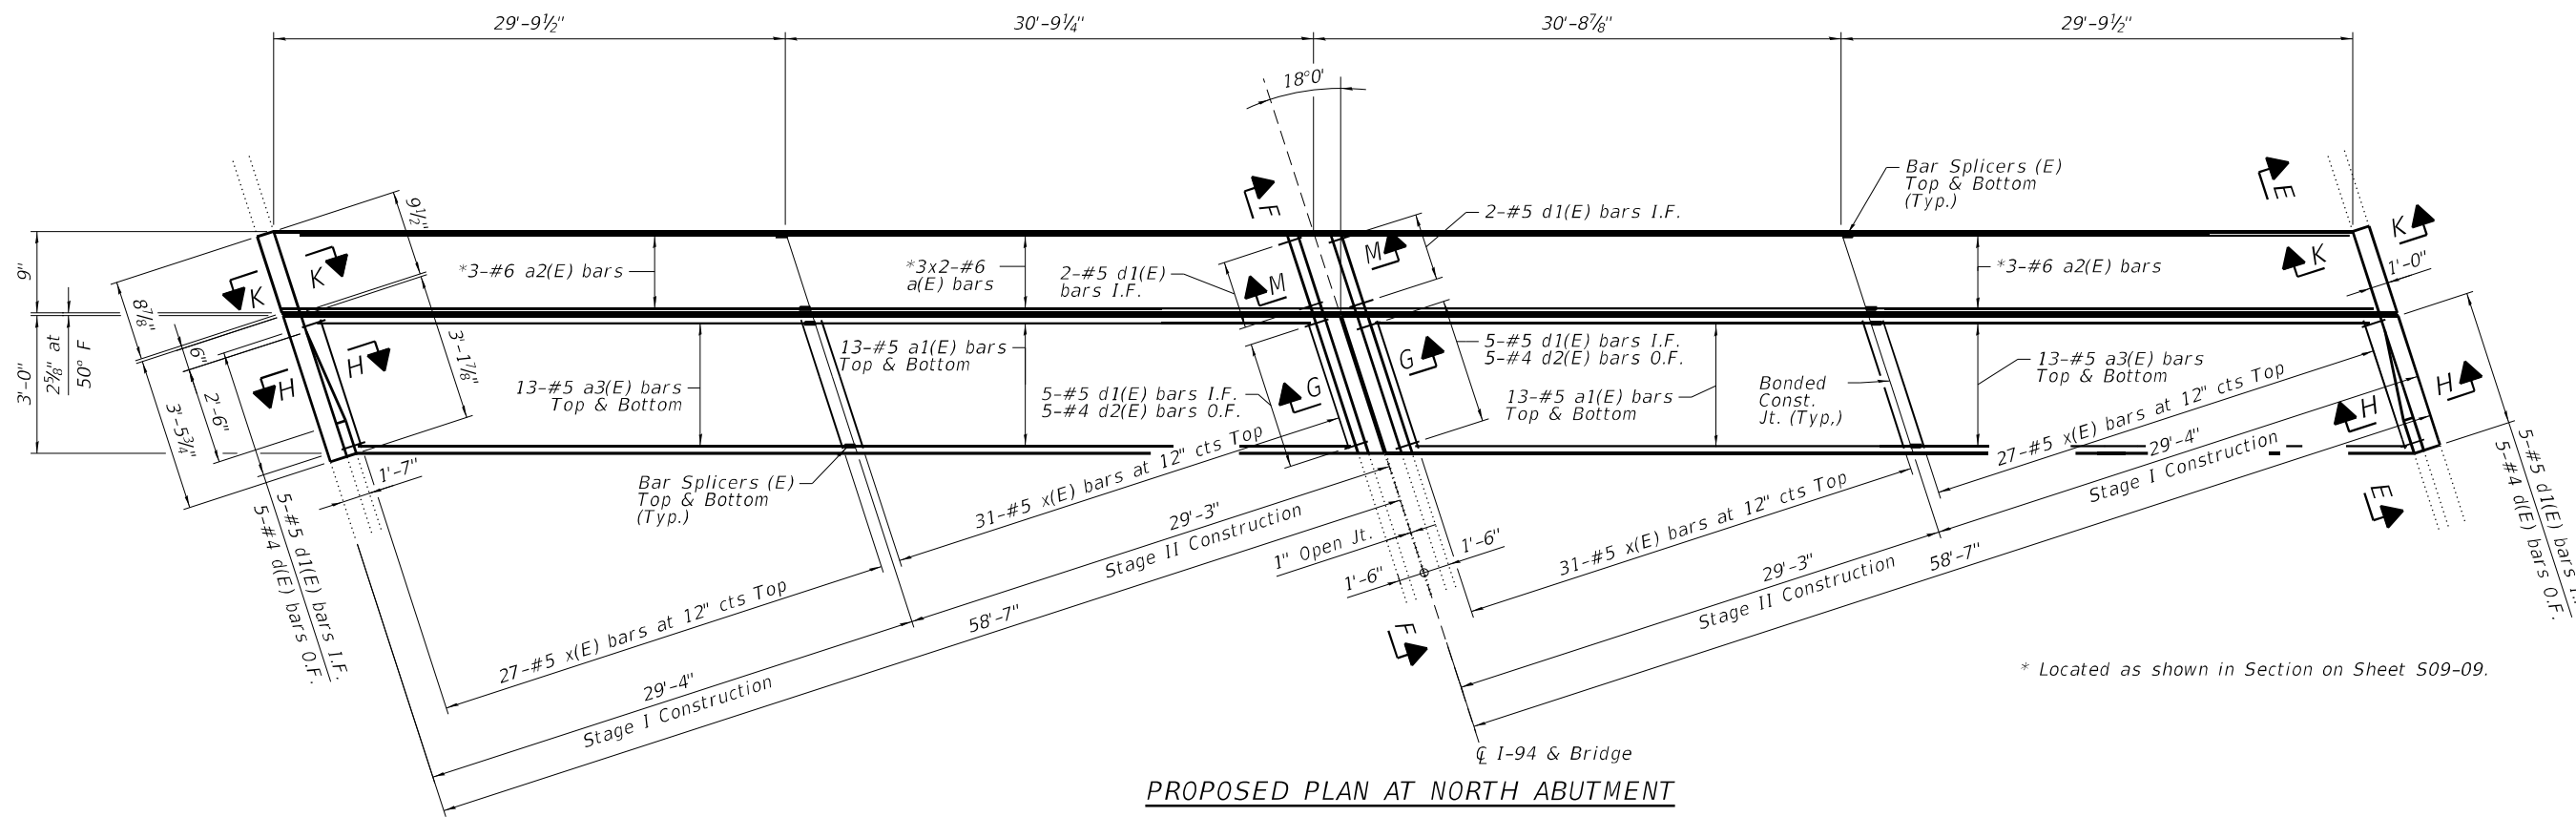 29'-9½"
30'-9¼"
30'-8⅞"
29'-9½"
18°0'
Bar Splicers (E)
Top & Bottom
(Typ.)
E
F
2-#5 d1(E) bars I.F.
9½"
K
K
M
M
K
K
1'-0"
9"
*3-#6 a2(E) bars
*3x2-#6
a(E) bars
2-#5 d1(E)
bars I.F.
*3-#6 a2(E) bars
8⅞"
2⅝" at
50° F
3'-0"
6"
2'-6"
3'-5¾"
H
H
3'-1⅞"
13-#5 a1(E) bars
Top & Bottom
13-#5 a3(E) bars
Top & Bottom
5-#5 d1(E) bars I.F.
5-#4 d2(E) bars O.F.
G
G
5-#5 d1(E) bars I.F.
5-#4 d2(E) bars O.F.
13-#5 a1(E) bars
Top & Bottom
Bonded
Const.
Jt. (Typ,)
13-#5 a3(E) bars
Top & Bottom
H
H
1'-7"
5-#5 d1(E) bars I.F.
5-#4 d(E) bars O.F.
Bar Splicers (E)
Top & Bottom
(Typ.)
31-#5 x(E) bars at 12" cts Top
27-#5 x(E) bars at 12" cts Top
29'-3"
Stage II Construction
29'-4"
Stage I Construction
58'-7"
1" Open Jt.
1'-6"
1'-6"
F
31-#5 x(E) bars at 12" cts Top
27-#5 x(E) bars at 12" cts Top
29'-3"
Stage II Construction
29'-4"
Stage I Construction
58'-7"
E
5-#5 d1(E) bars I.F.
5-#4 d(E) bars O.F.
* Located as shown in Section on Sheet S09-09.
℄ I-94 & Bridge
PROPOSED PLAN AT NORTH ABUTMENT